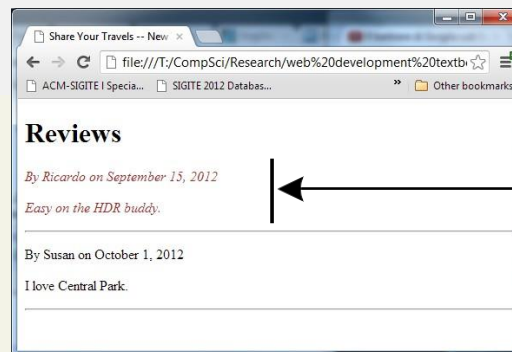 Share Your Travels -- New
file:///T:/CompSci/Research/web%20development%20textb
ACM-SIGITE I Specia...
SIGITE 2012 Databas...
»
Other bookmarks
Reviews
By Ricardo on September 15, 2012
Easy on the HDR buddy.
By Susan on October 1, 2012
I love Central Park.